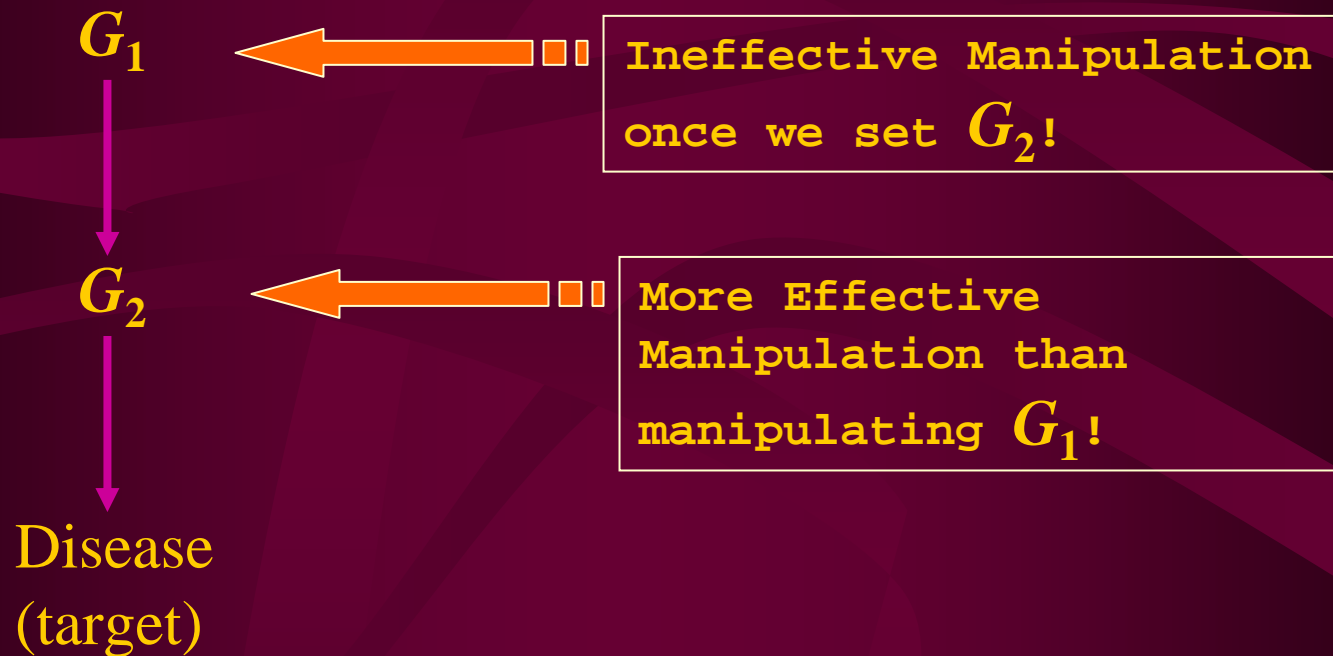 G₁
Ineffective Manipulation
once we set G₂!
G₂
More Effective
Manipulation than
manipulating G₁!
Disease
(target)